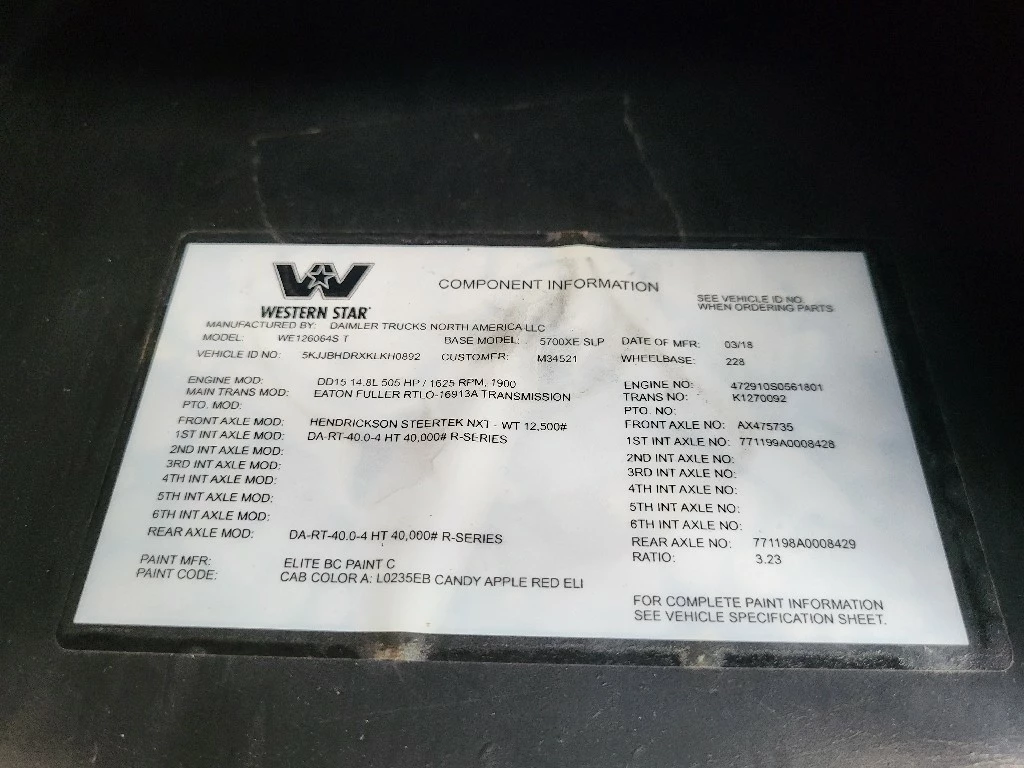 WESTERN STAR
COMPONENT INFORMATION
SEE VEHICLE ID NO.
WHEN ORDERING PARTS
MANUFACTURED BY: DAIMLER TRUCKS NORTH AMERICA LLC
MODEL: WE126064S T BASE MODEL: 5700XE SLP DATE OF MFR: 03/18
VEHICLE ID NO: 5KJJBHDRXKLKH0892 CUSTOMER: M34521 WHEELBASE: 228
ENGINE MOD: DD15 14.8L 505 HP / 1625 RPM, 1900 ENGINE NO: 472910S0561801
MAIN TRANS MOD: EATON FULLER RTLO-16913A TRANSMISSION TRANS NO: K1270092
PTO. MOD: PTO. NO:
FRONT AXLE MOD: HENDRICKSON STEERTEK NXT - WT 12,500# FRONT AXLE NO: AX475735
1ST INT AXLE MOD: DA-RT-40.0-4 HT 40,000# R-SERIES 1ST INT AXLE NO: 771199A0008428
2ND INT AXLE MOD: 2ND INT AXLE NO:
3RD INT AXLE MOD: 3RD INT AXLE NO:
4TH INT AXLE MOD: 4TH INT AXLE NO:
5TH INT AXLE MOD: 5TH INT AXLE NO:
6TH INT AXLE MOD: 6TH INT AXLE NO:
REAR AXLE MOD: DA-RT-40.0-4 HT 40,000# R-SERIES REAR AXLE NO: 771198A0008429
RATIO: 3.23
PAINT MFR: ELITE BC PAINT C
PAINT CODE: CAB COLOR A: L0235EB CANDY APPLE RED ELI
FOR COMPLETE PAINT INFORMATION
SEE VEHICLE SPECIFICATION SHEET.